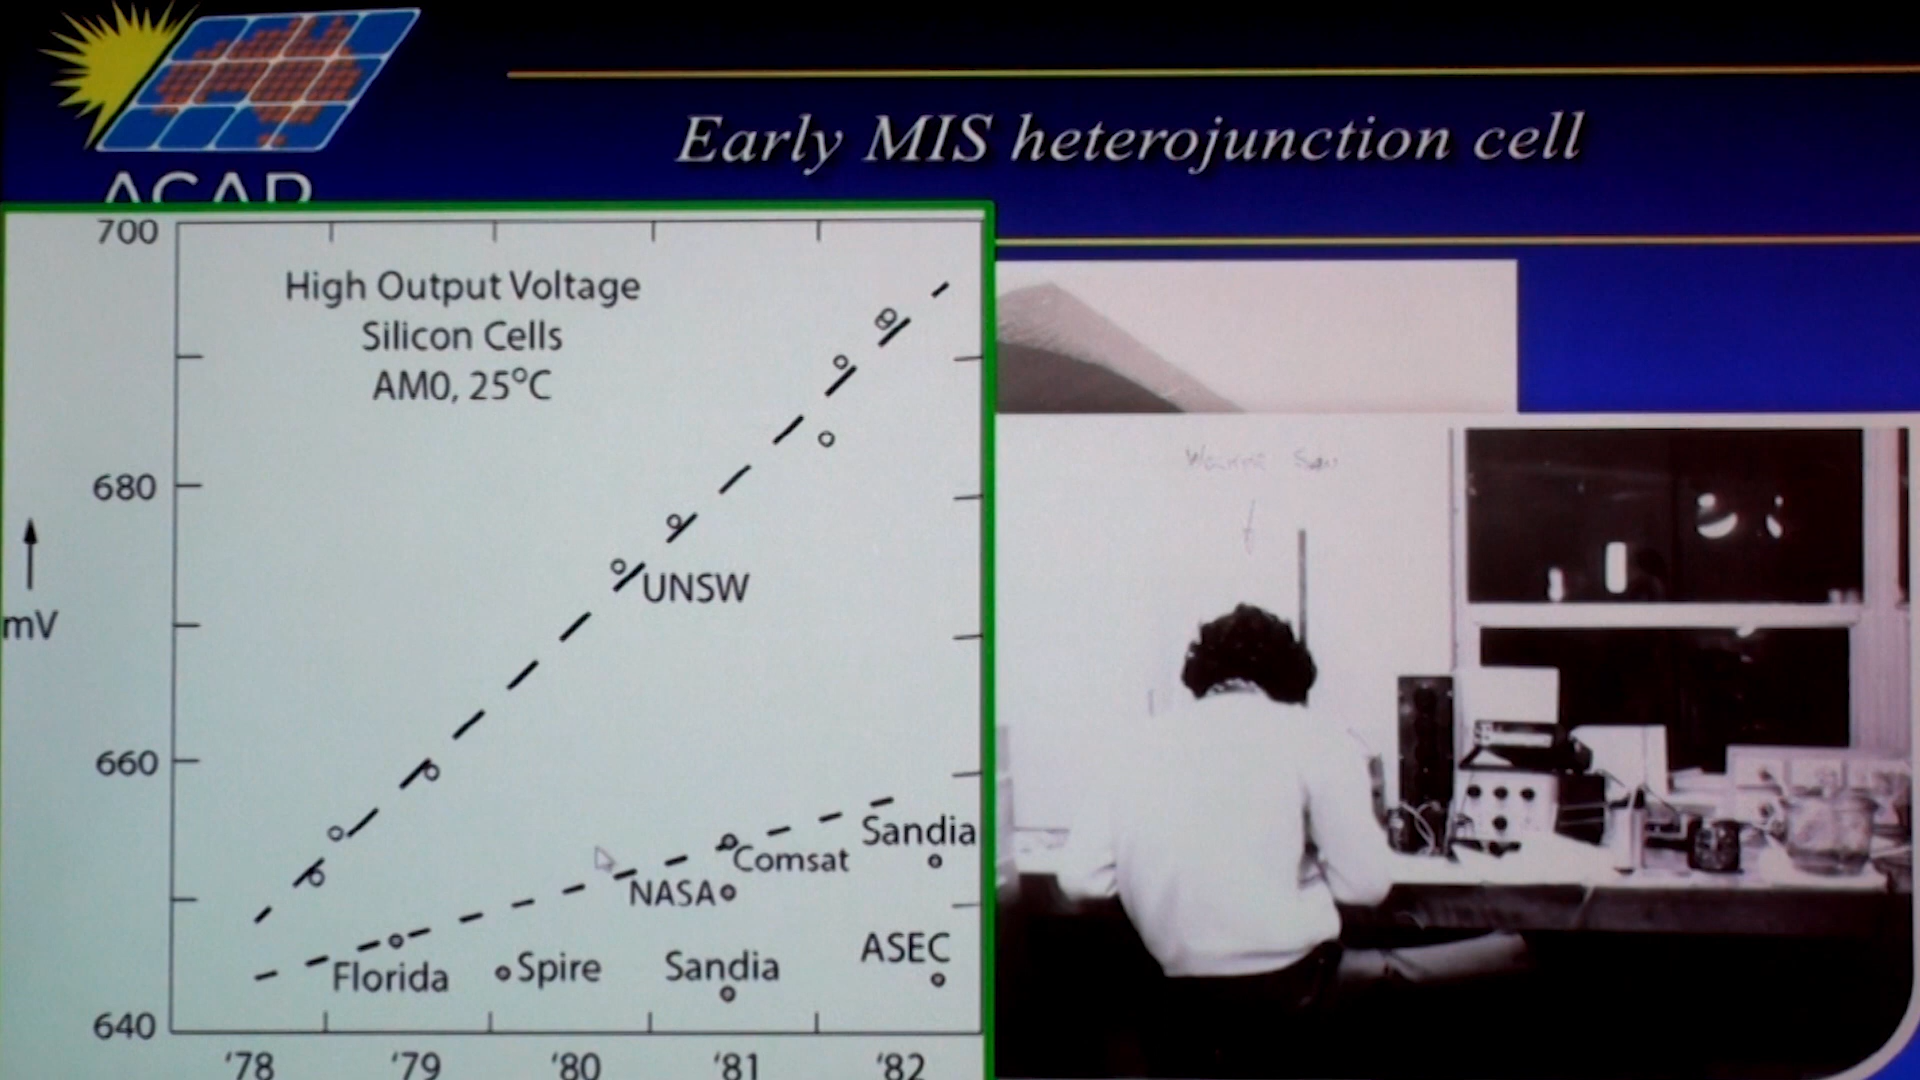 ACAP
Early MIS heterojunction cell
700
680
660
640
mV
High Output Voltage
Silicon Cells
AM0, 25°C
UNSW
Sandia
Comsat
NASA
ASEC
Florida
Spire
Sandia
'78 '79 '80 '81 '82